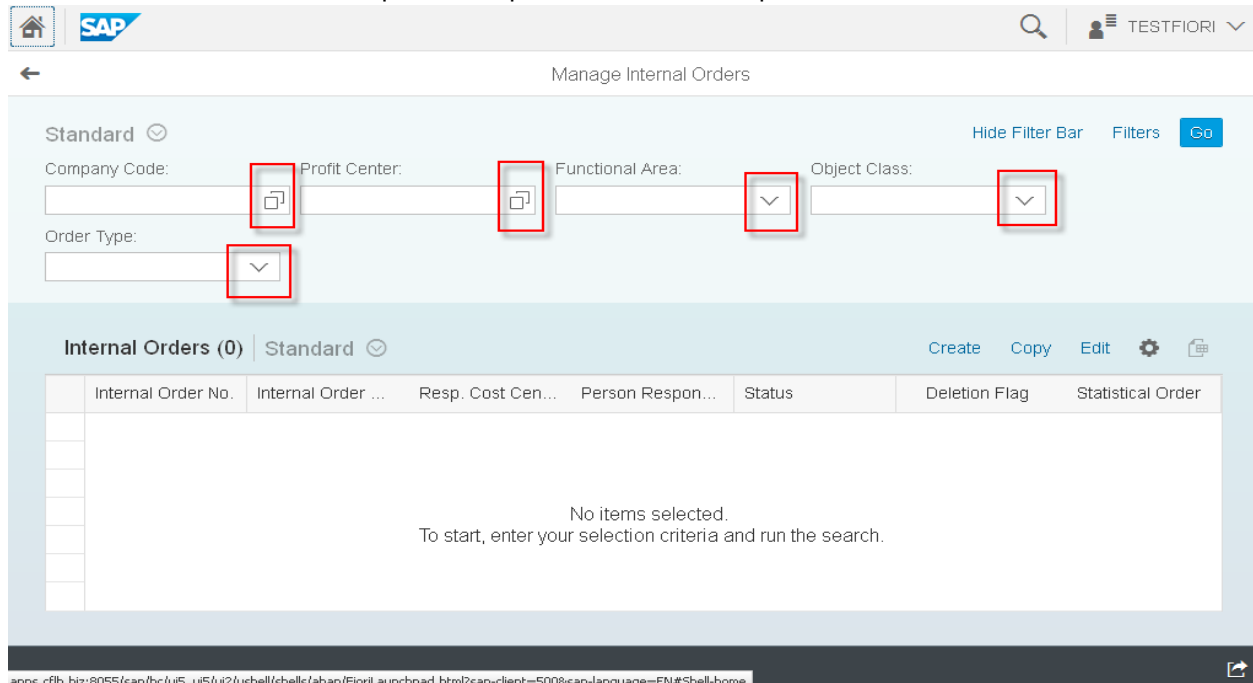 SAP TESTFIORI
Manage Internal Orders
Standard Hide Filter Bar Filters Go
Company Code: Profit Center: Functional Area: Object Class:
Order Type:
Internal Orders (0) Standard Create Copy Edit
Internal Order No. Internal Order ... Resp. Cost Cen... Person Respon... Status Deletion Flag Statistical Order
No items selected.
To start, enter your selection criteria and run the search.